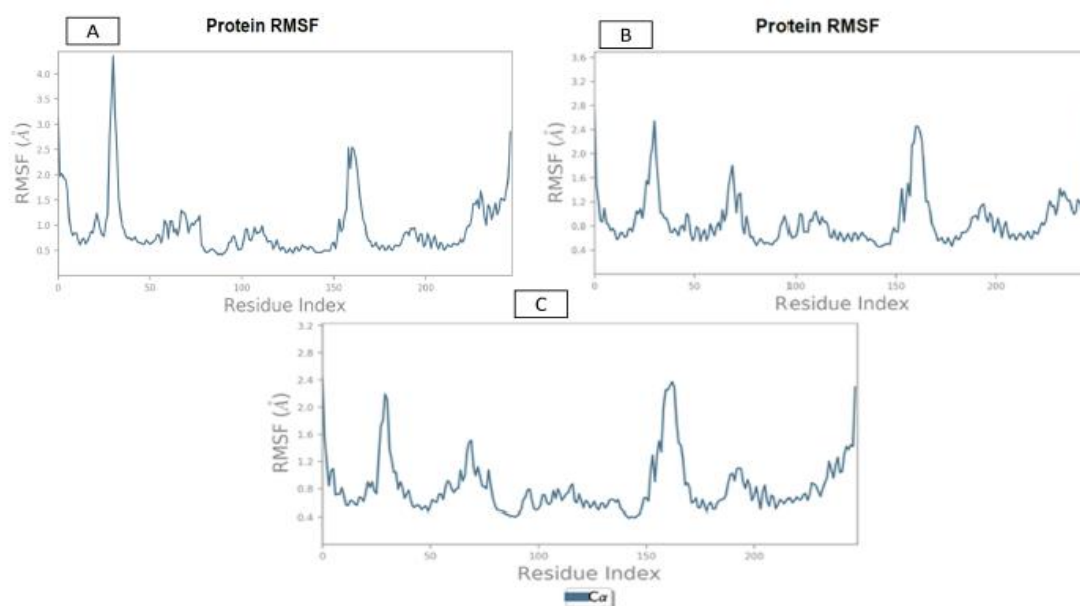 A
Protein RMSF
4.0
3.5
3.0
2.5
2.0
1.5
1.0
0.5
RMSF (Å)
0 50 100 150 200
Residue Index
B
Protein RMSF
3.6
3.2
2.8
2.4
2.0
1.6
1.2
0.8
0.4
RMSF (Å)
0 50 100 150 200
Residue Index
C
3.2
2.8
2.4
2.0
1.6
1.2
0.8
0.4
RMSF (Å)
0 50 100 150 200
Residue Index
Cα